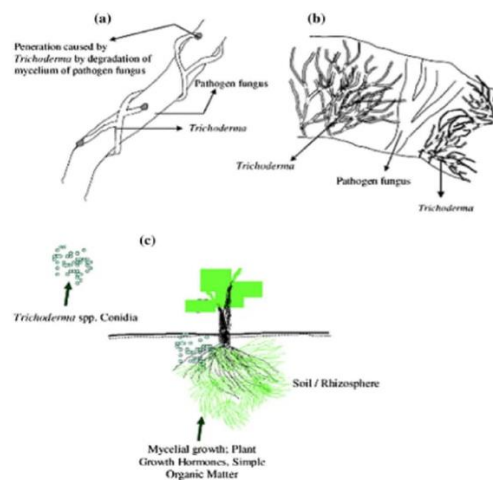 (a)
Peneration caused by
Trichoderma by degradation of
mycelium of pathogen fungus
Pathogen fungus
Trichoderma
(b)
Trichoderma
Pathogen fungus
Trichoderma
(c)
Trichoderma spp. Conidia
Soil / Rhizosphere
Mycelial growth; Plant
Growth Hormones, Simple
Organic Matter